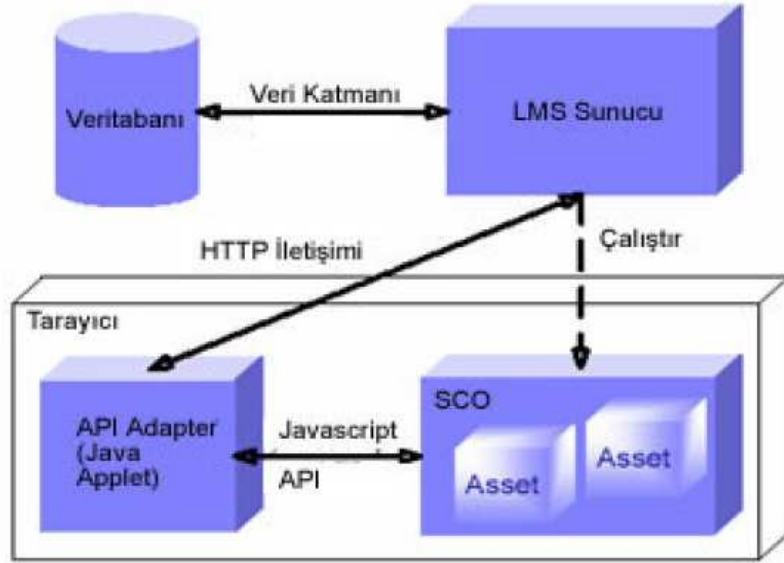 Veritabanı
Veri Katmanı
LMS Sunucu
HTTP İletişimi
Çalıştır
Tarayıcı
API Adapter
(Java
Applet)
Javascript
API
SCO
Asset
Asset